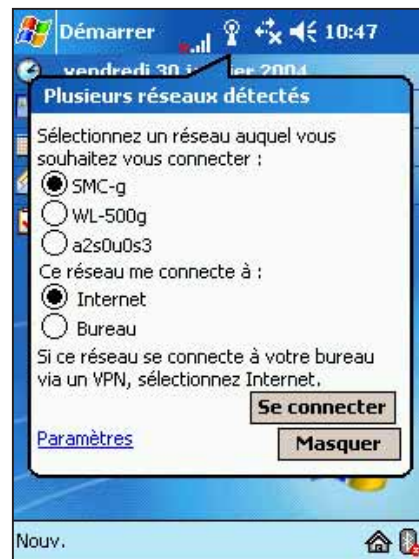 Démarrer 10:47
vendredi 30 janvier 2004
Plusieurs réseaux détectés
Sélectionnez un réseau auquel vous
souhaitez vous connecter :
SMC-g
WL-500g
a2s0u0s3
Ce réseau me connecte à :
Internet
Bureau
Si ce réseau se connecte à votre bureau
via un VPN, sélectionnez Internet.
Se connecter
Paramètres Masquer
Nouv.